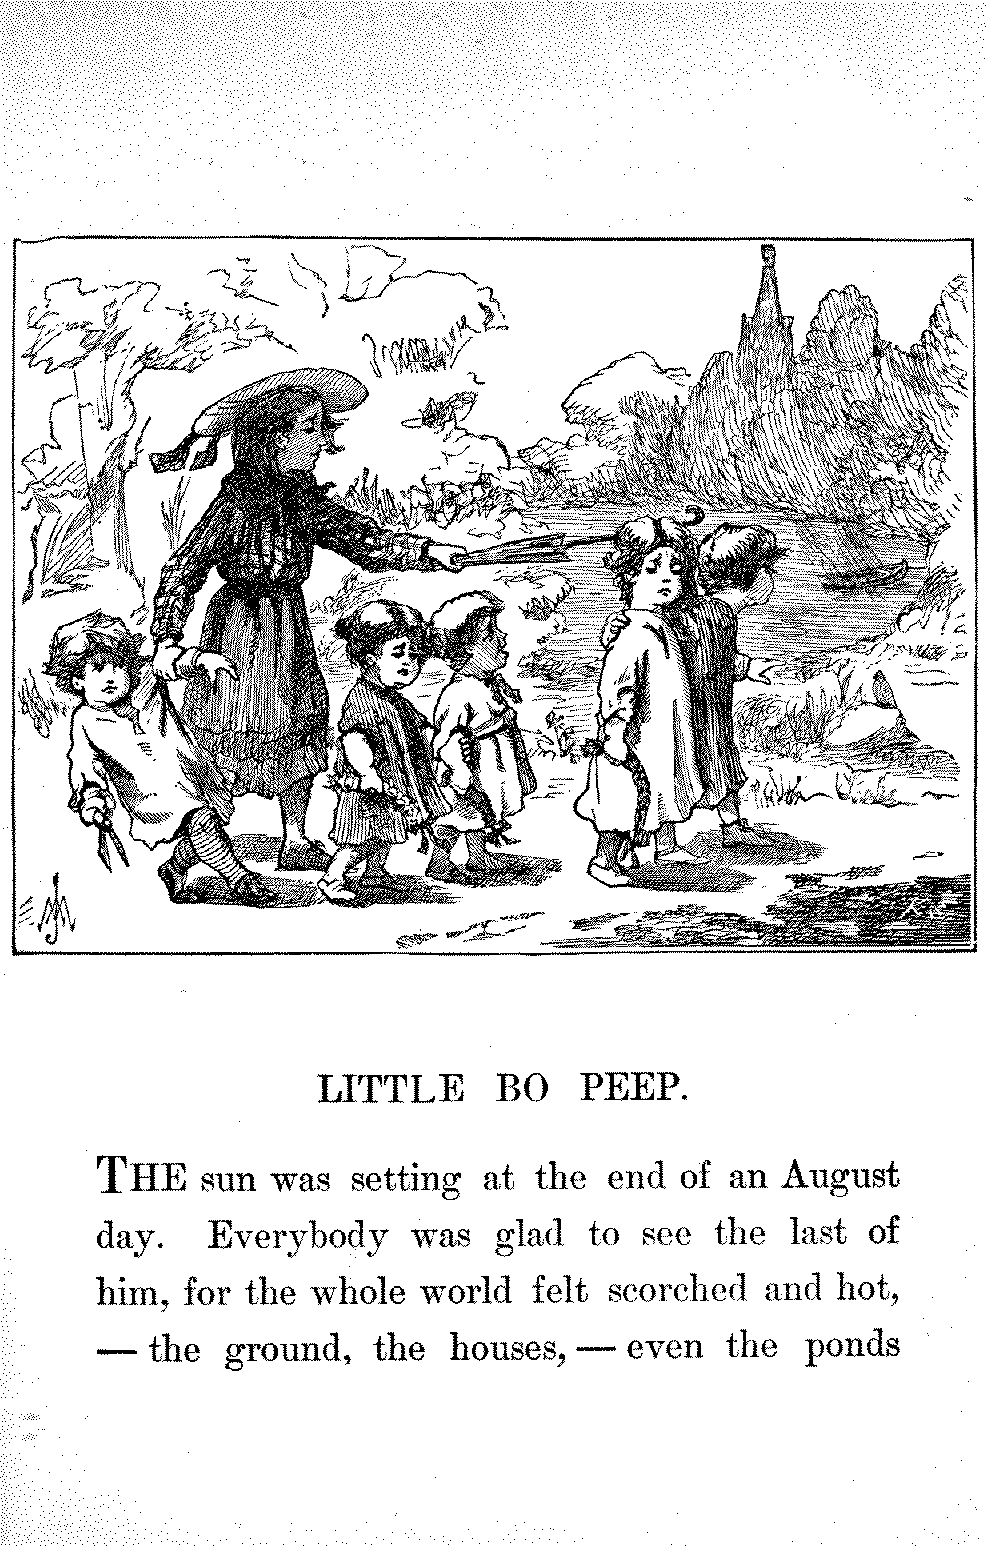 LITTLE BO PEEP.
THE sun was setting at the end of an August
day. Everybody was glad to see the last of
him, for the whole world felt scorched and hot,
— the ground, the houses, — even the ponds